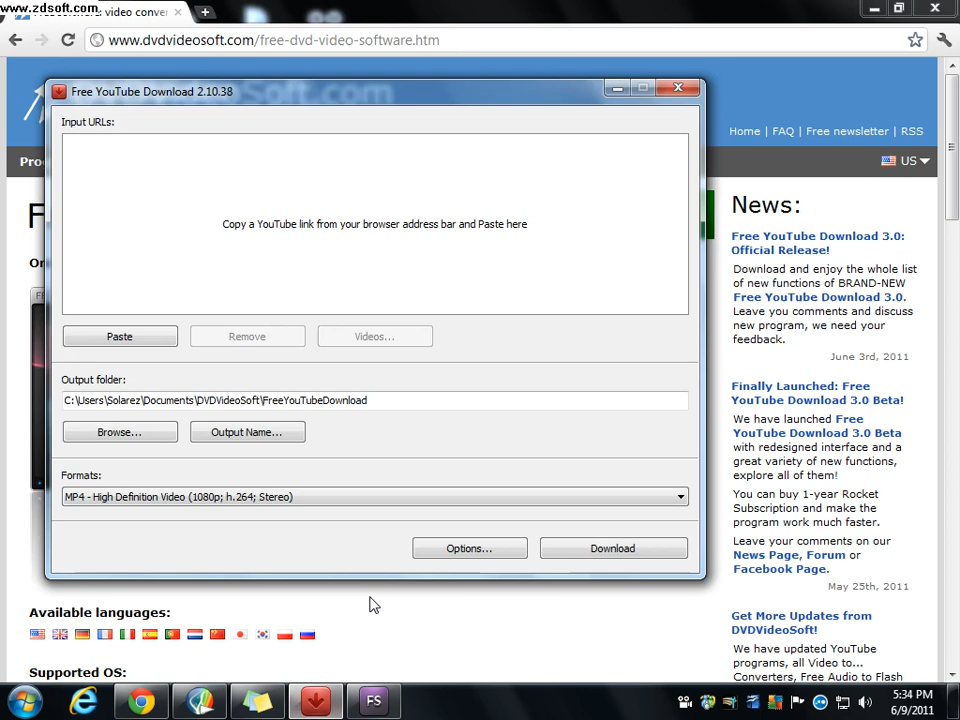 www.zdsoft.com
video conver
www.dvdvideosoft.com/free-dvd-video-software.htm
Free YouTube Download 2.10.38
Home | FAQ | Free newsletter | RSS
Pro
US
Input URLs:
Copy a YouTube link from your browser address bar and Paste here
Paste
Remove
Videos...
Output folder:
C:\Users\Solarez\Documents\DVDVideoSoft\FreeYouTubeDownload
Browse...
Output Name...
Formats:
MP4 - High Definition Video (1080p; h.264; Stereo)
Options...
Download
News:
Free YouTube Download 3.0:
Official Release!
Download and enjoy the whole list
of new functions of BRAND-NEW
Free YouTube Download 3.0.
Leave you comments and discuss
new program, we need your
feedback.
June 3rd, 2011
Finally Launched: Free
YouTube Download 3.0 Beta!
We have launched Free
YouTube Download 3.0 Beta
with redesigned interface and a
great variety of new functions,
explore all of them!
You can buy 1-year Rocket
Subscription and make the
program work much faster.
Leave your comments on our
News Page, Forum or
Facebook Page.
May 25th, 2011
Get More Updates from
DVDVideoSoft!
We have updated YouTube
programs, all Video to...
Converters, Free Audio to Flash
Available languages:
Supported OS:
FS
5:34 PM
6/9/2011